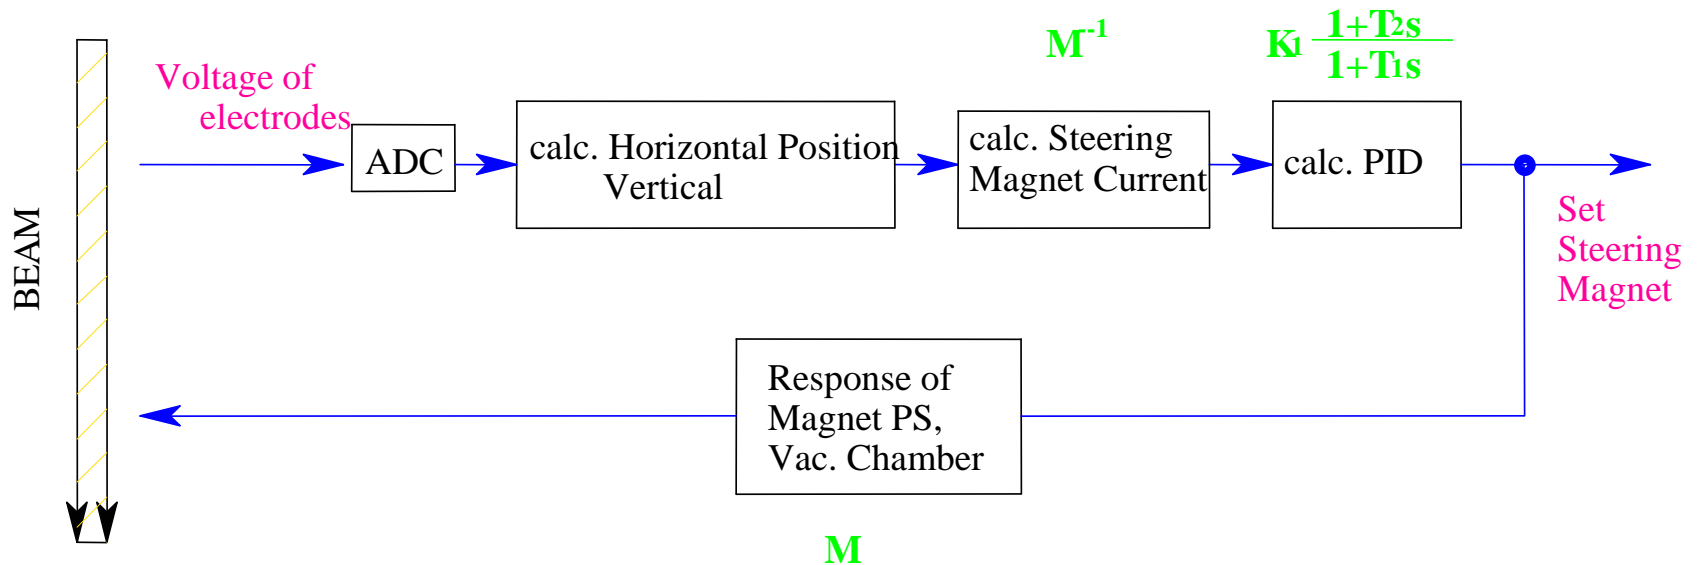 M⁻¹
K₁ 1+T₂s
1+T₁s
Voltage of
electrodes
ADC
calc. Horizontal Position
Vertical
calc. Steering
Magnet Current
calc. PID
Set
Steering
Magnet
BEAM
Response of
Magnet PS,
Vac. Chamber
M